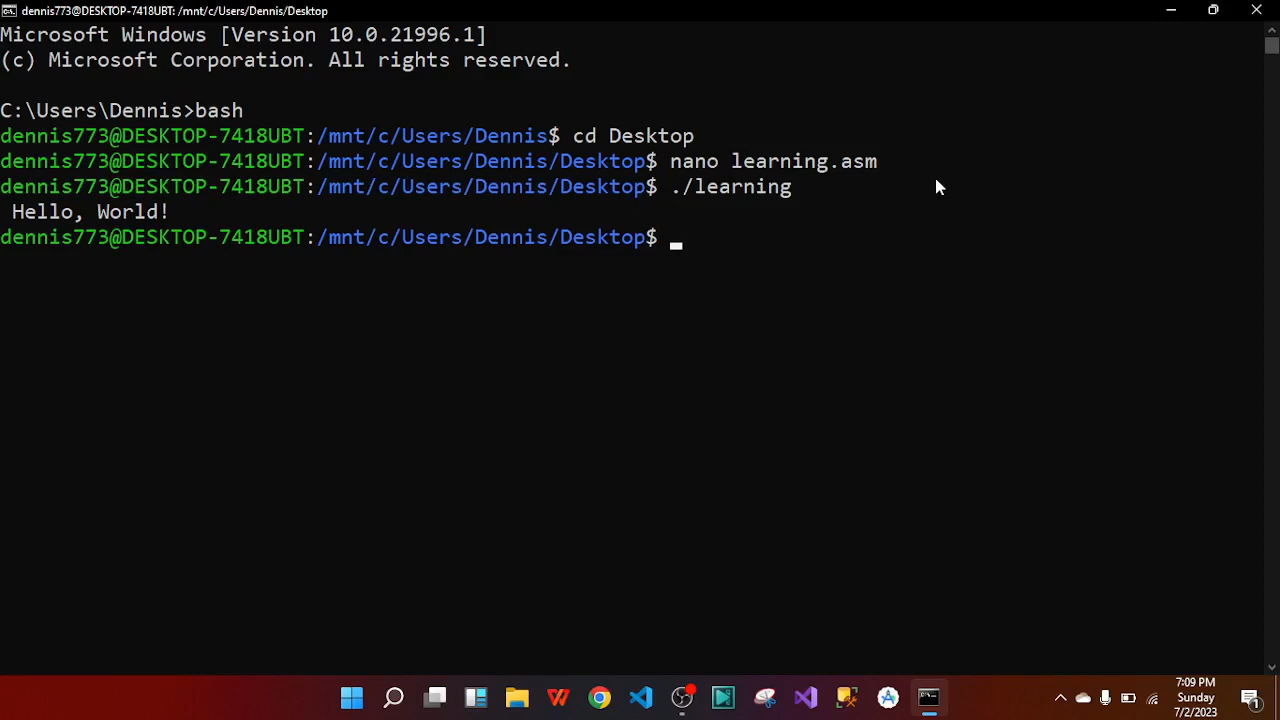 dennis773@DESKTOP-7418UBT: /mnt/c/Users/Dennis/Desktop
Microsoft Windows [Version 10.0.21996.1]
(c) Microsoft Corporation. All rights reserved.
C:\Users\Dennis>bash
dennis773@DESKTOP-7418UBT:/mnt/c/Users/Dennis$ cd Desktop
dennis773@DESKTOP-7418UBT:/mnt/c/Users/Dennis/Desktop$ nano learning.asm
dennis773@DESKTOP-7418UBT:/mnt/c/Users/Dennis/Desktop$ ./learning
Hello, World!
dennis773@DESKTOP-7418UBT:/mnt/c/Users/Dennis/Desktop$
7:09 PM
Sunday
7/2/2023
1